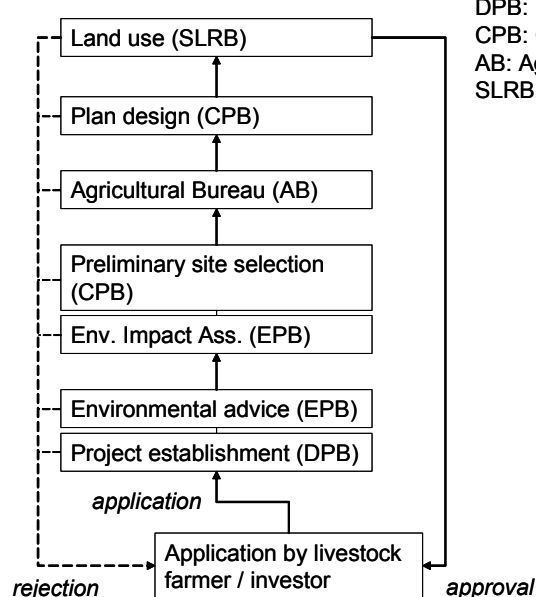 DPB:
CPB:
AB:
SLRB
Land use (SLRB)
Plan design (CPB)
Agricultural Bureau (AB)
Preliminary site selection
(CPB)
Env. Impact Ass. (EPB)
Environmental advice (EPB)
Project establishment (DPB)
application
Application by livestock
farmer / investor
rejection
approval